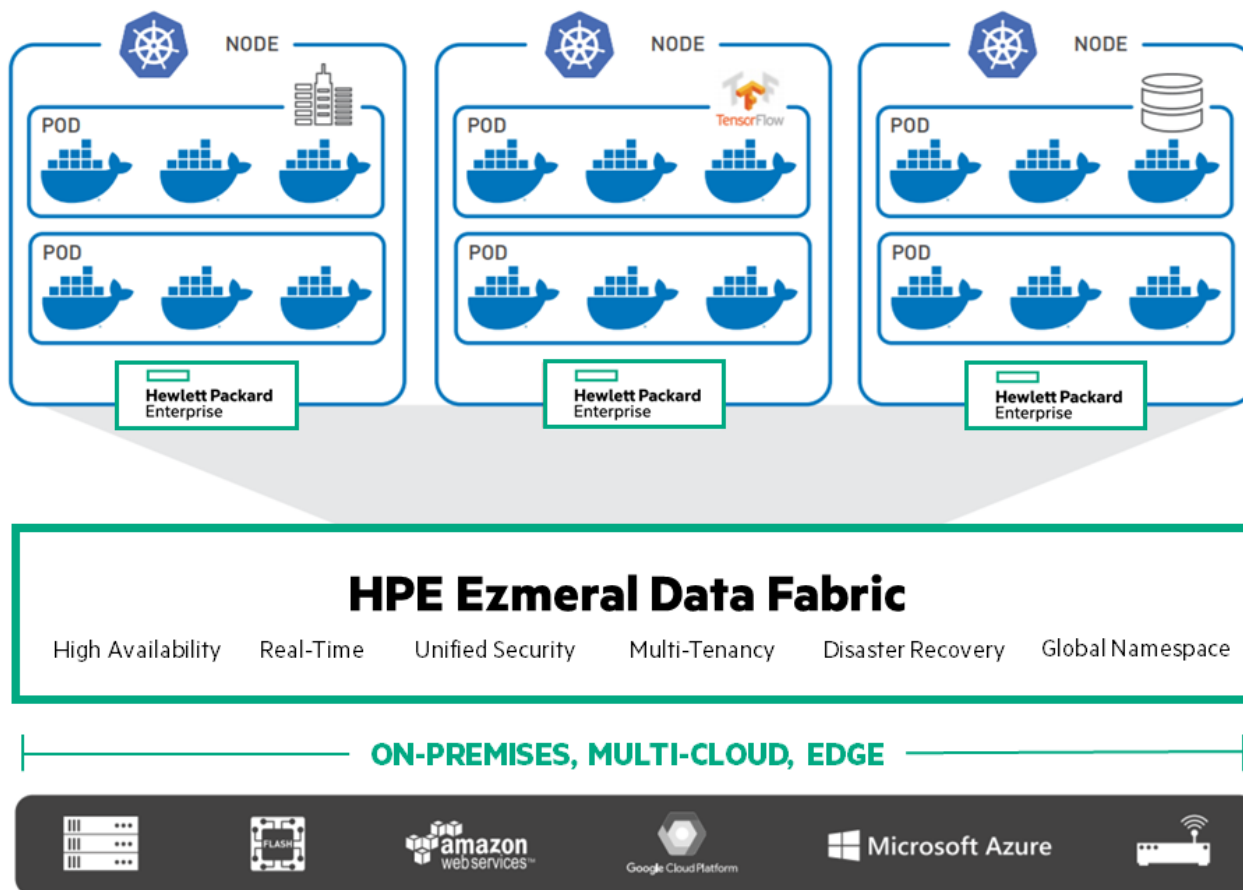 NODE
NODE
NODE
POD
POD
TensorFlow
POD
POD
POD
POD
Hewlett Packard
Enterprise
Hewlett Packard
Enterprise
Hewlett Packard
Enterprise
HPE Ezmeral Data Fabric
High Availability
Real-Time
Unified Security
Multi-Tenancy
Disaster Recovery
Global Namespace
ON-PREMISES, MULTI-CLOUD, EDGE
FLASH
amazon
webservices™
Google Cloud Platform
Microsoft Azure